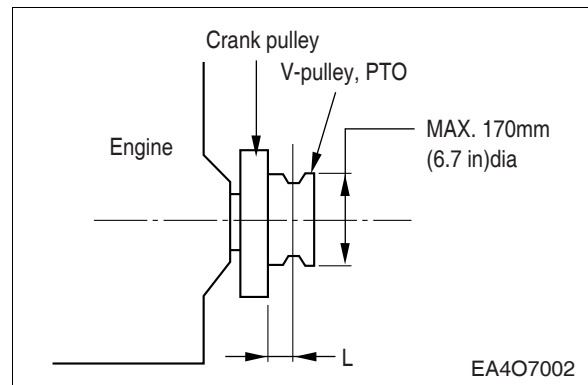 Crank pulley
V-pulley, PTO
Engine
MAX. 170mm
(6.7 in)dia
L
EA4O7002